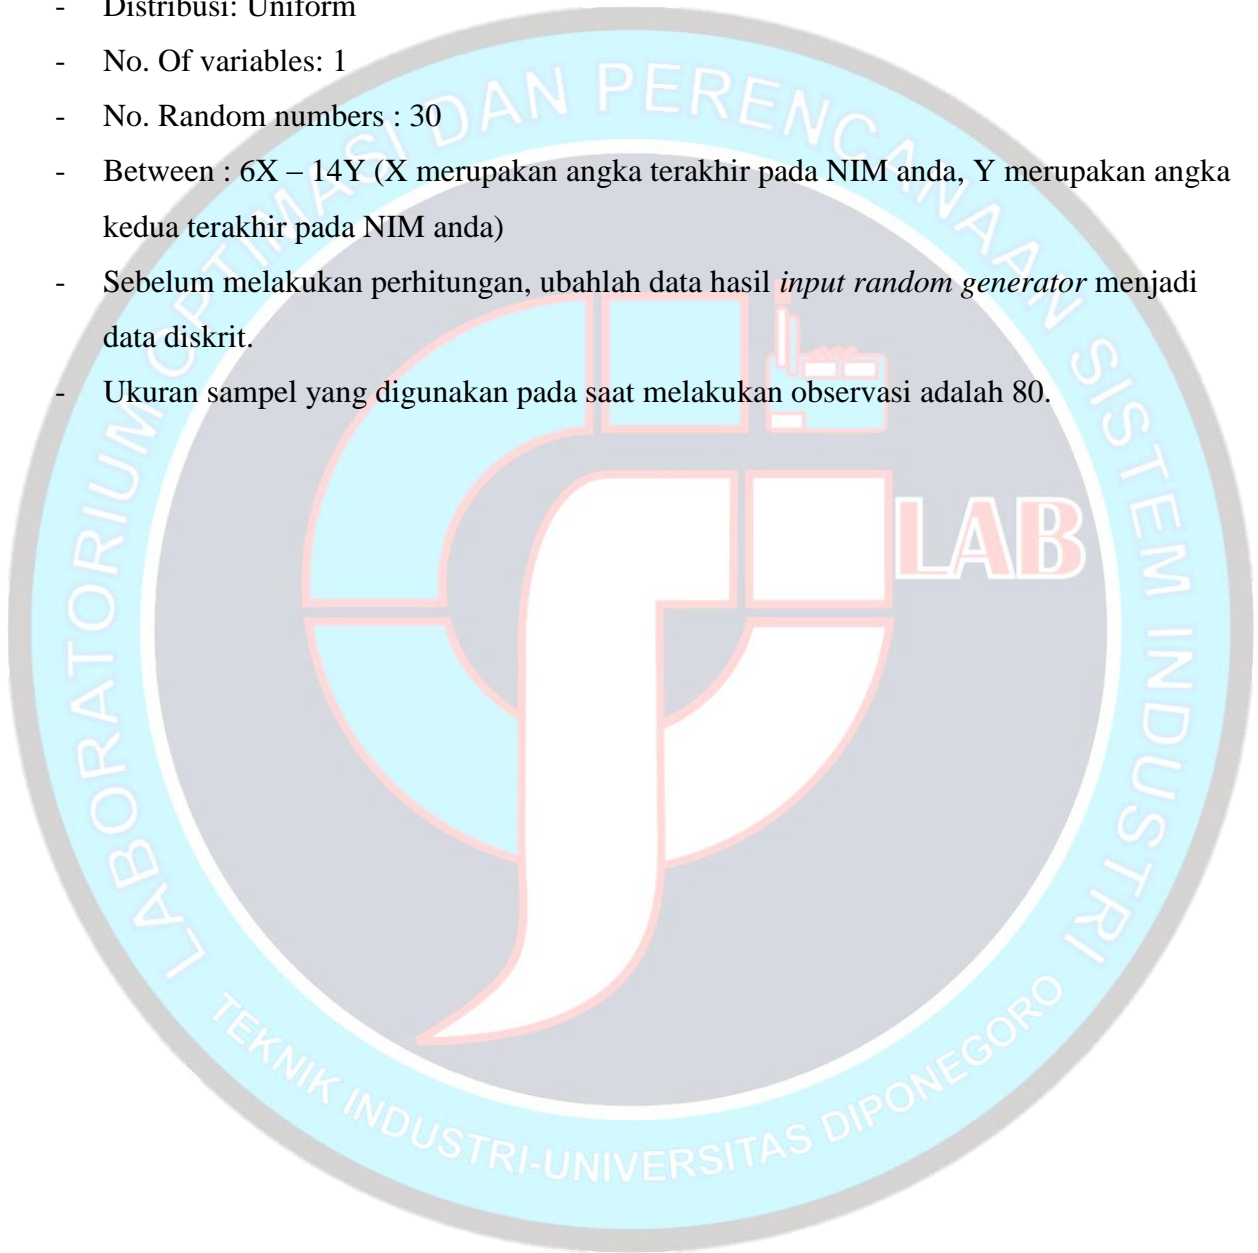 - Distribusi: Uniform
- No. Of variables: 1
- No. Random numbers : 30
- Between : 6X – 14Y (X merupakan angka terakhir pada NIM anda, Y merupakan angka
kedua terakhir pada NIM anda)
- Sebelum melakukan perhitungan, ubahlah data hasil input random generator menjadi
data diskrit.
- Ukuran sampel yang digunakan pada saat melakukan observasi adalah 80.
LABORATORIUM OPTIMASI DAN PERENCANAAN SISTEM INDUSTRI
LAB
TEKNIK INDUSTRI-UNIVERSITAS DIPONEGORO